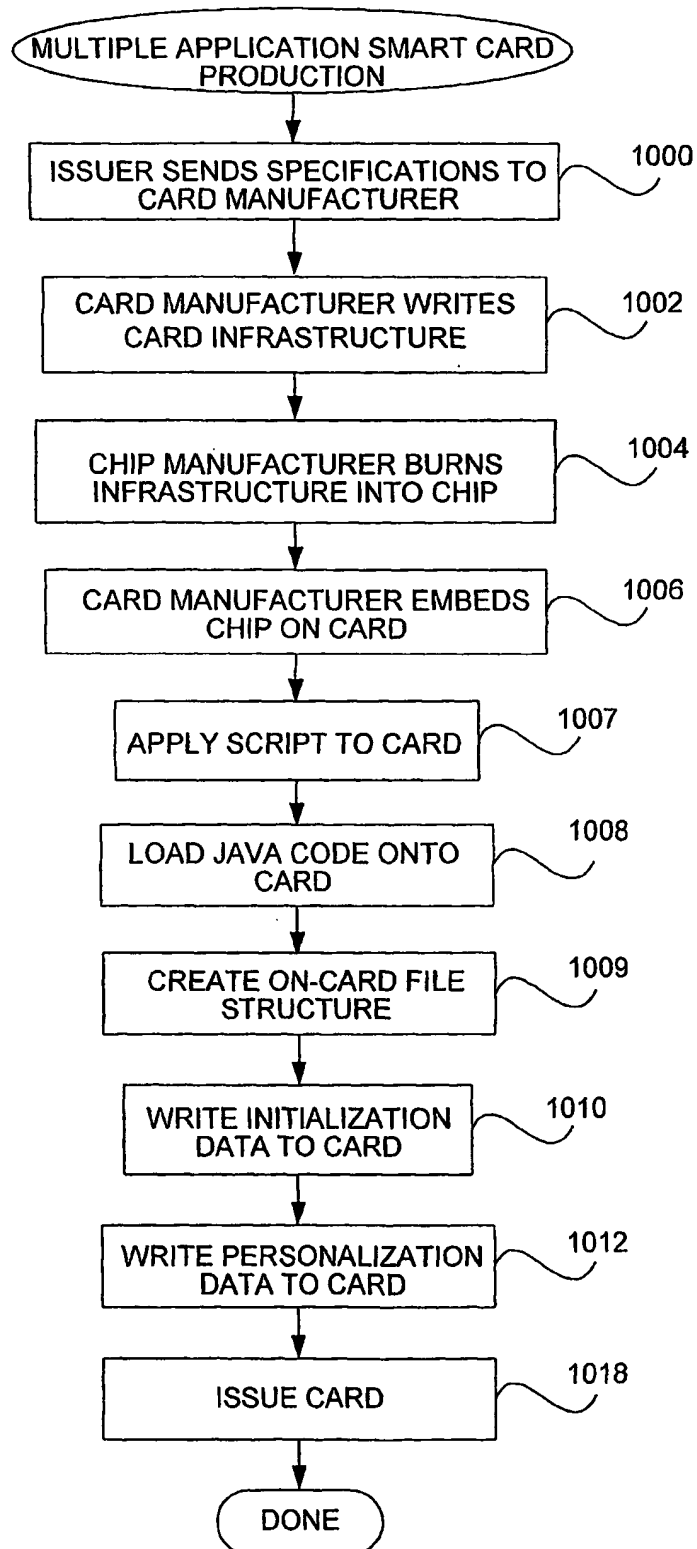 MULTIPLE APPLICATION SMART CARD
PRODUCTION
ISSUER SENDS SPECIFICATIONS TO
CARD MANUFACTURER
1000
CARD MANUFACTURER WRITES
CARD INFRASTRUCTURE
1002
CHIP MANUFACTURER BURNS
INFRASTRUCTURE INTO CHIP
1004
CARD MANUFACTURER EMBEDS
CHIP ON CARD
1006
APPLY SCRIPT TO CARD
1007
LOAD JAVA CODE ONTO
CARD
1008
CREATE ON-CARD FILE
STRUCTURE
1009
WRITE INITIALIZATION
DATA TO CARD
1010
WRITE PERSONALIZATION
DATA TO CARD
1012
ISSUE CARD
1018
DONE